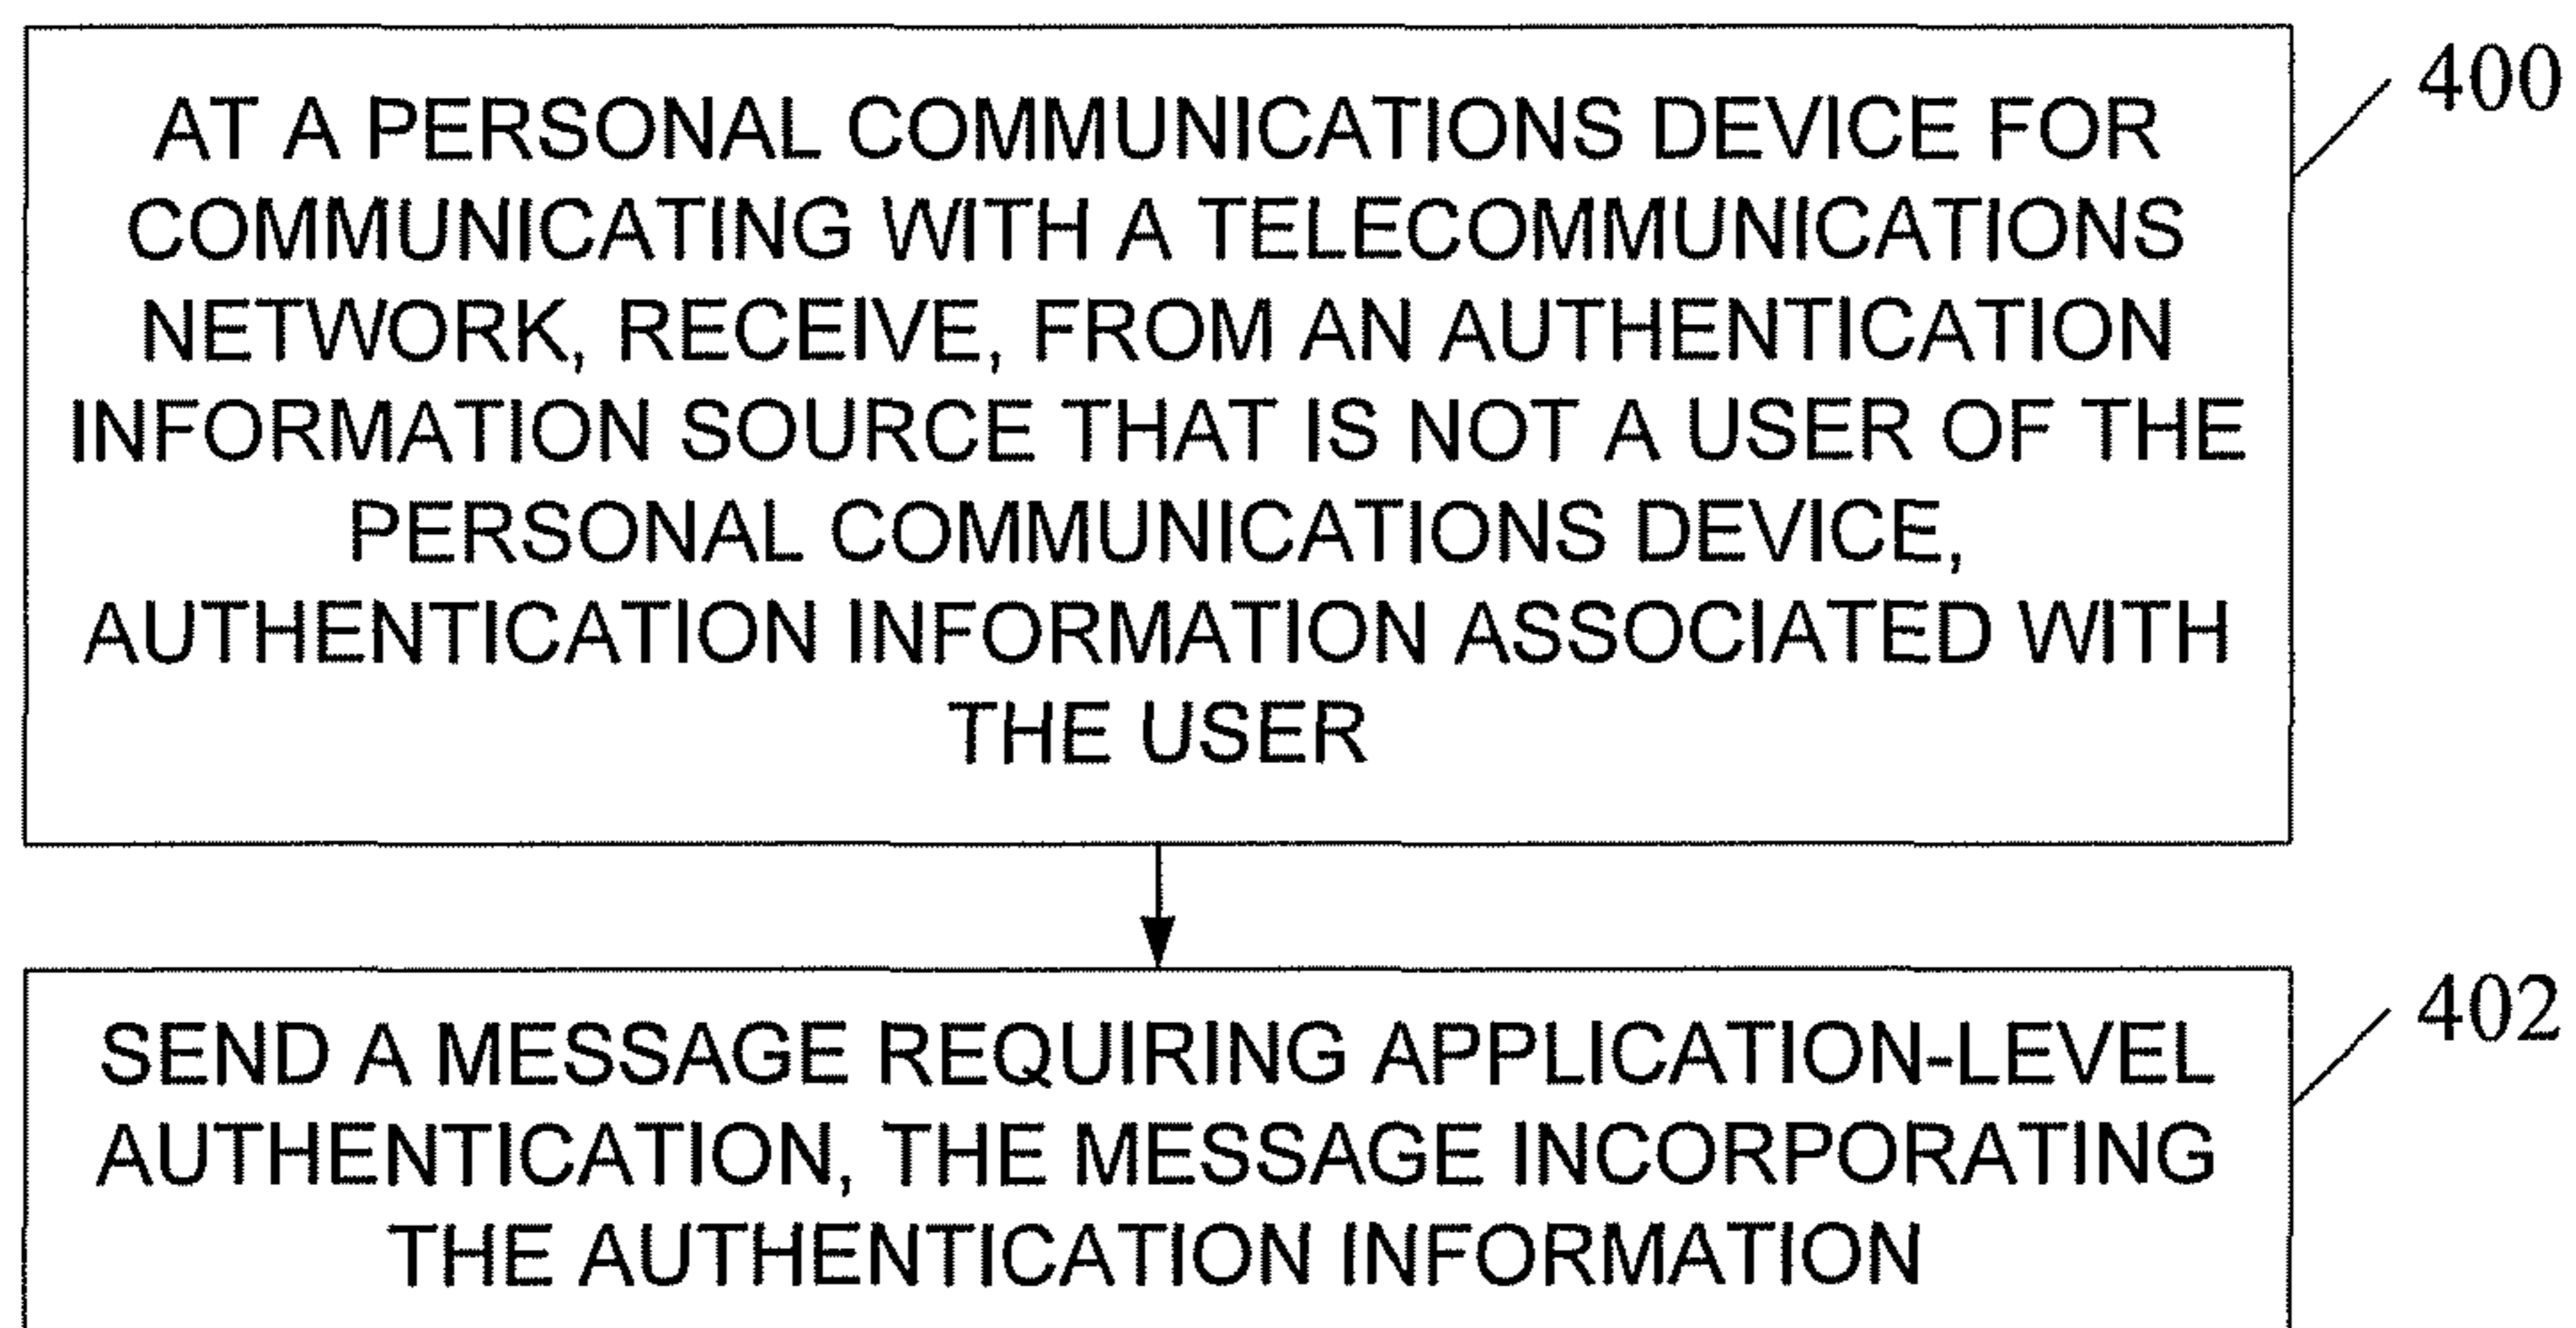 AT A PERSONAL COMMUNICATIONS DEVICE FOR
COMMUNICATING WITH A TELECOMMUNICATIONS
NETWORK, RECEIVE, FROM AN AUTHENTICATION
INFORMATION SOURCE THAT IS NOT A USER OF THE
PERSONAL COMMUNICATIONS DEVICE,
AUTHENTICATION INFORMATION ASSOCIATED WITH
THE USER
400
SEND A MESSAGE REQUIRING APPLICATION-LEVEL
AUTHENTICATION, THE MESSAGE INCORPORATING
THE AUTHENTICATION INFORMATION
402